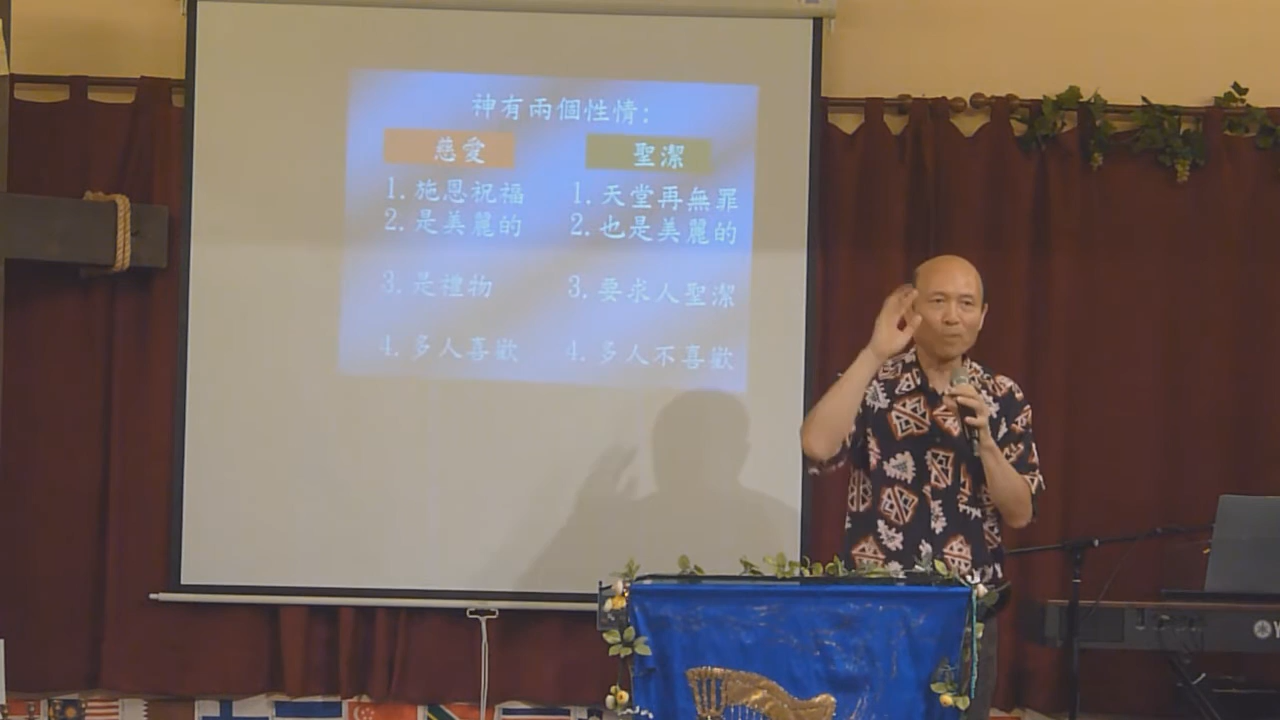 神有兩個性情:
慈愛
1.施恩祝福
2.是美麗的
3.是禮物
4.多人喜歡
聖潔
1.天堂再無罪
2.也是美麗的
3.要求人聖潔
4.多人不喜歡